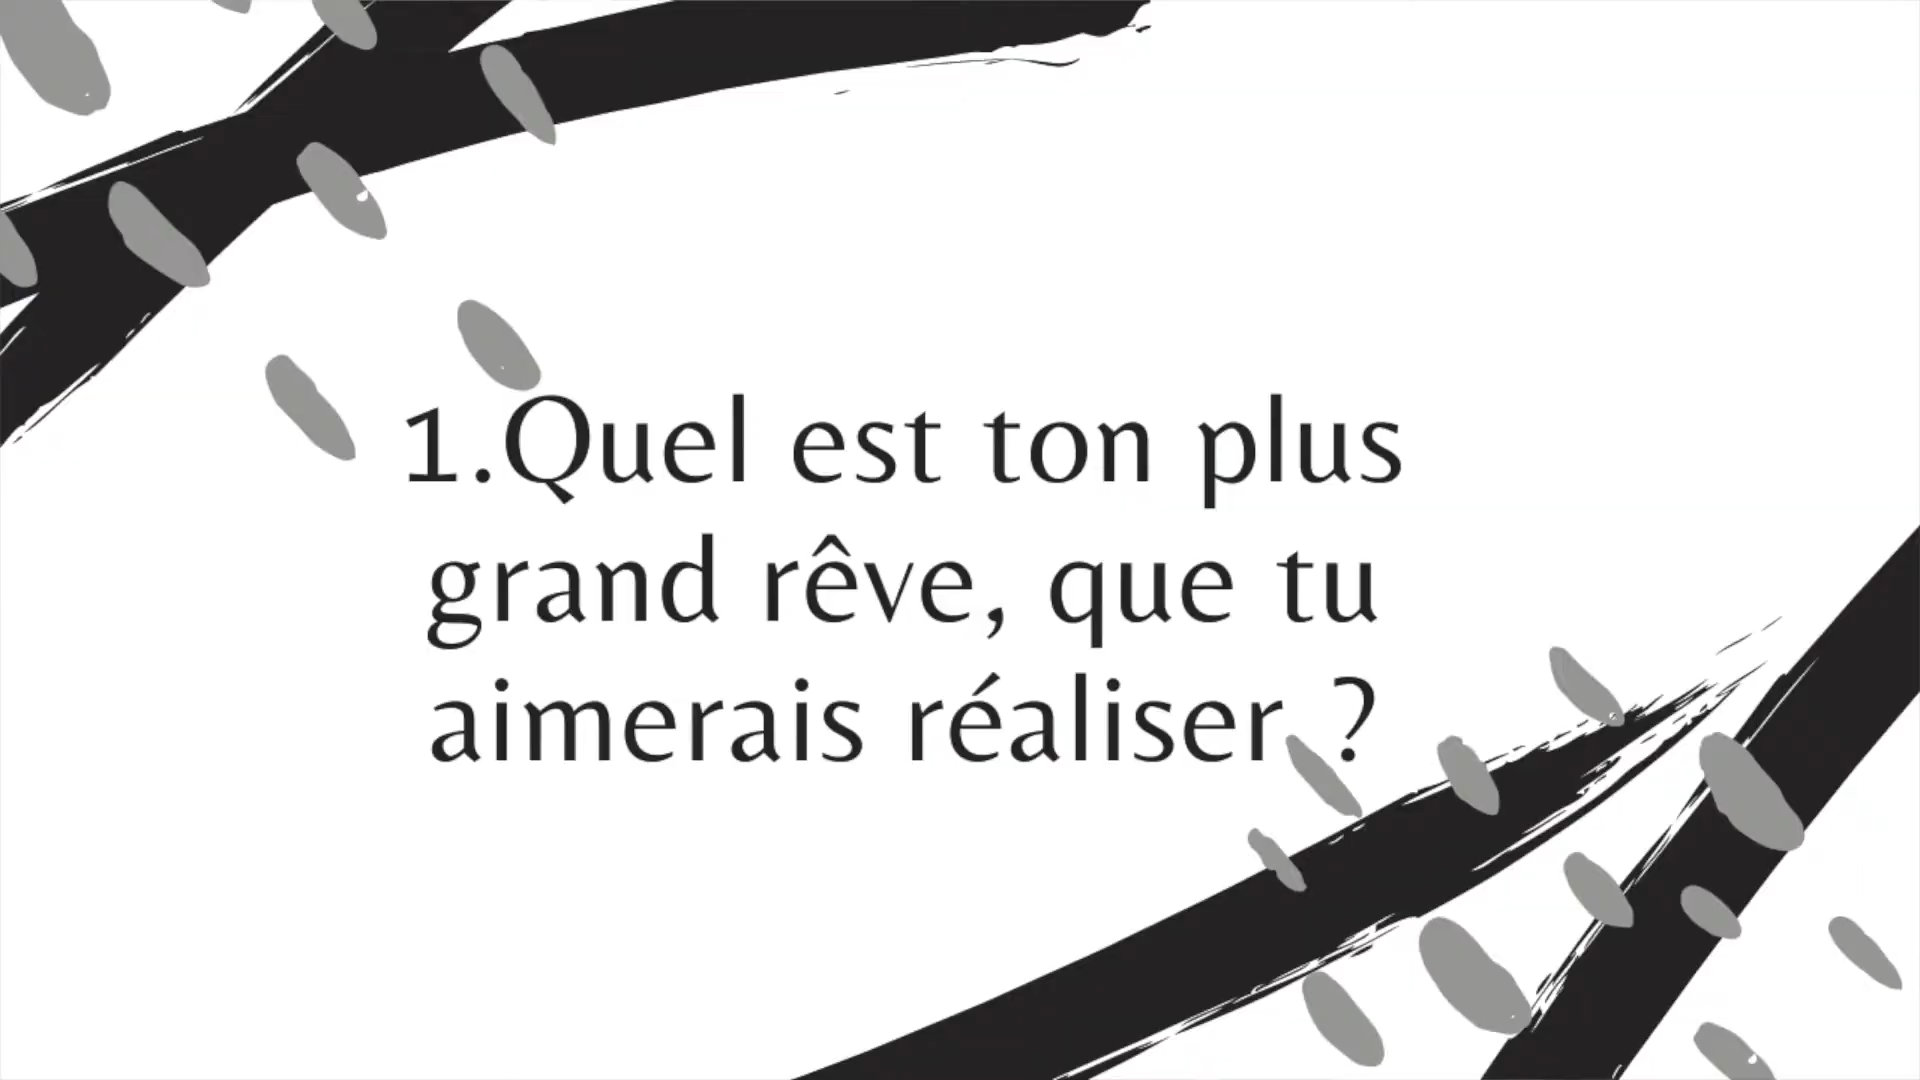 1.Quel est ton plus
grand rêve, que tu
aimerais réaliser ?